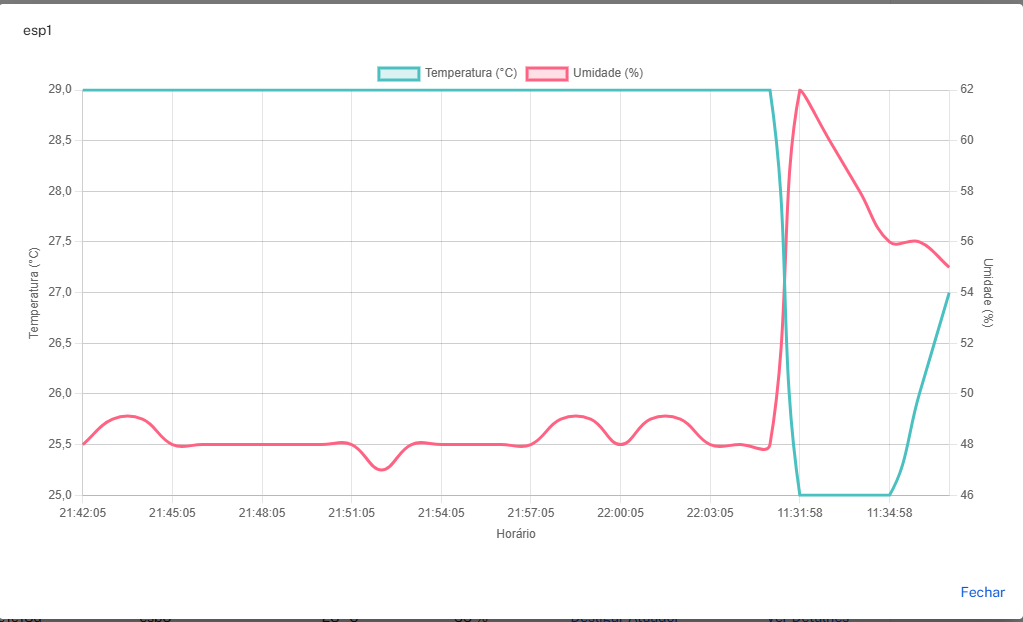 esp1
Temperatura (°C) Umidade (%)
29,0 62
28,5 60
28,0 58
27,5 56
27,0 54
26,5 52
26,0 50
25,5 48
25,0 46
Temperatura (°C)
Umidade (%)
21:42:05 21:45:05 21:48:05 21:51:05 21:54:05 21:57:05 22:00:05 22:03:05 11:31:58 11:34:58
Horário
Fechar